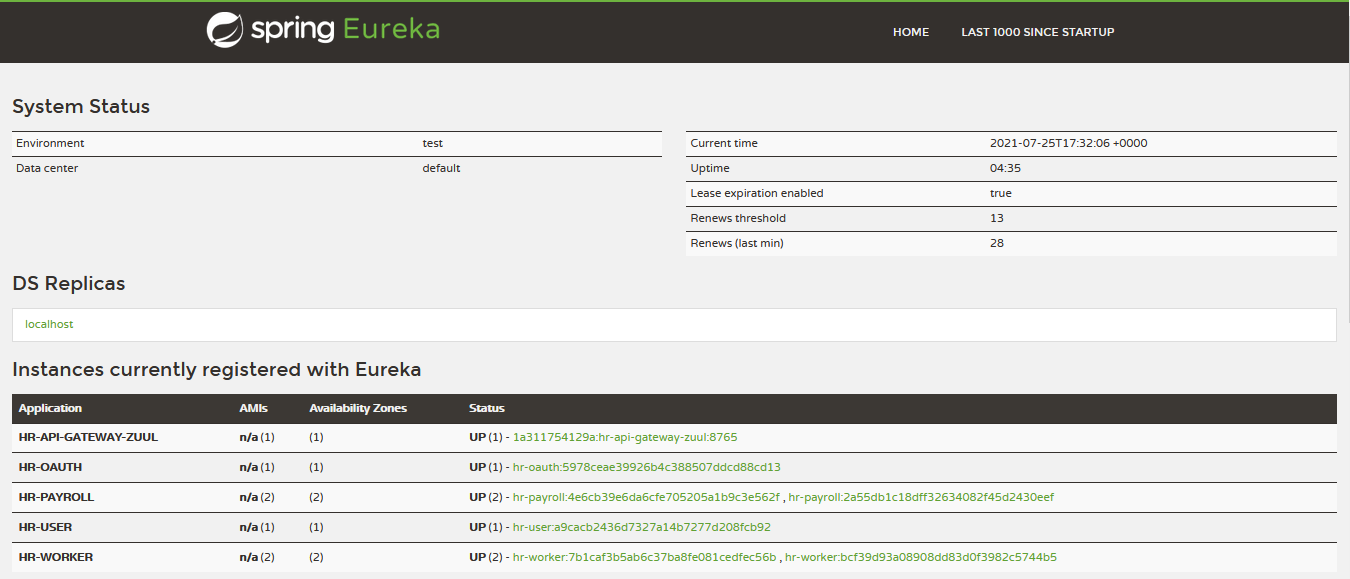 spring Eureka
HOME LAST 1000 SINCE STARTUP
System Status
Environment test
Data center default
Current time 2021-07-25T17:32:06 +0000
Uptime 04:35
Lease expiration enabled true
Renews threshold 13
Renews (last min) 28
DS Replicas
localhost
Instances currently registered with Eureka
Application AMIs Availability Zones Status
HR-API-GATEWAY-ZUUL n/a (1) (1) UP (1) - 1a311754129a:hr-api-gateway-zuul:8765
HR-OAUTH n/a (1) (1) UP (1) - hr-oauth:5978ceae39926b4c388507ddcd88cd13
HR-PAYROLL n/a (2) (2) UP (2) - hr-payroll:4e6cb39e6da6cfe705205a1b9c3e562f , hr-payroll:2a55db1c18dff32634082f45d2430eef
HR-USER n/a (1) (1) UP (1) - hr-user:a9cacb2436d7327a14b7277d208fcb92
HR-WORKER n/a (2) (2) UP (2) - hr-worker:7b1caf3b5ab6c37ba8fe081cedfec56b , hr-worker:bcf39d93a08908dd83d0f3982c5744b5